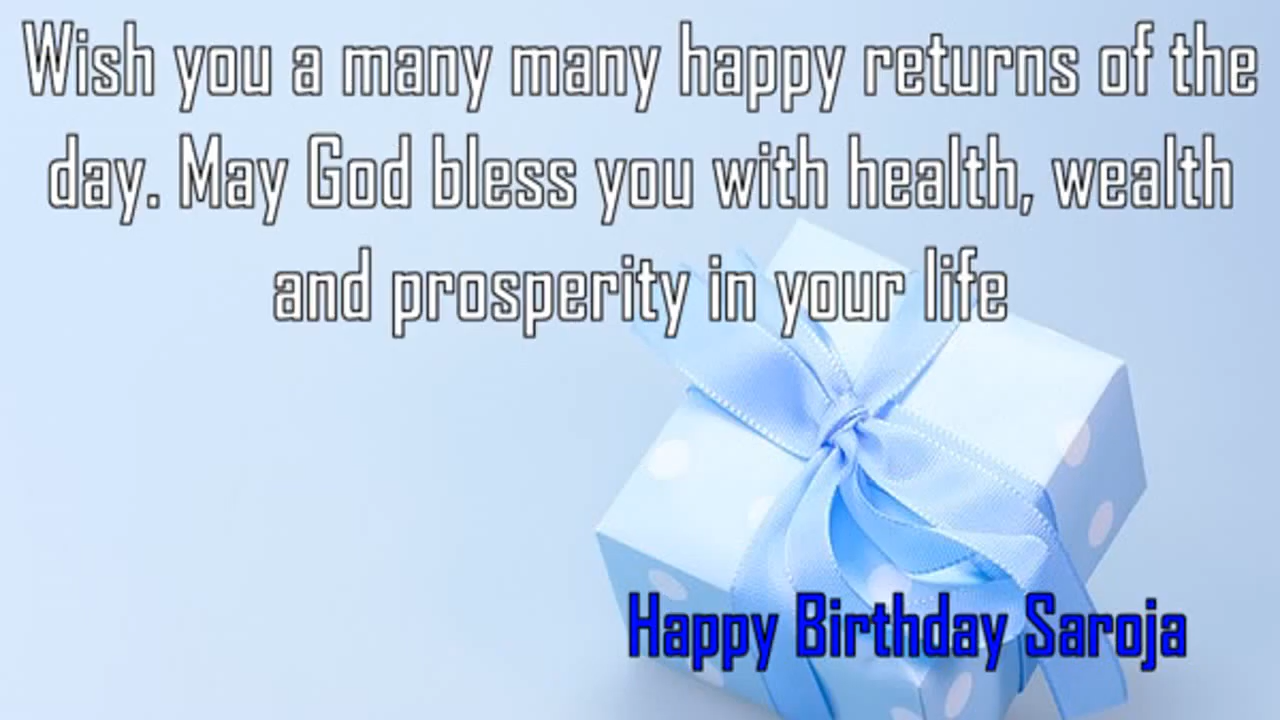 Wish you a many many happy returns of the
day. May God bless you with health, wealth
and prosperity in your life
Happy Birthday Saroja